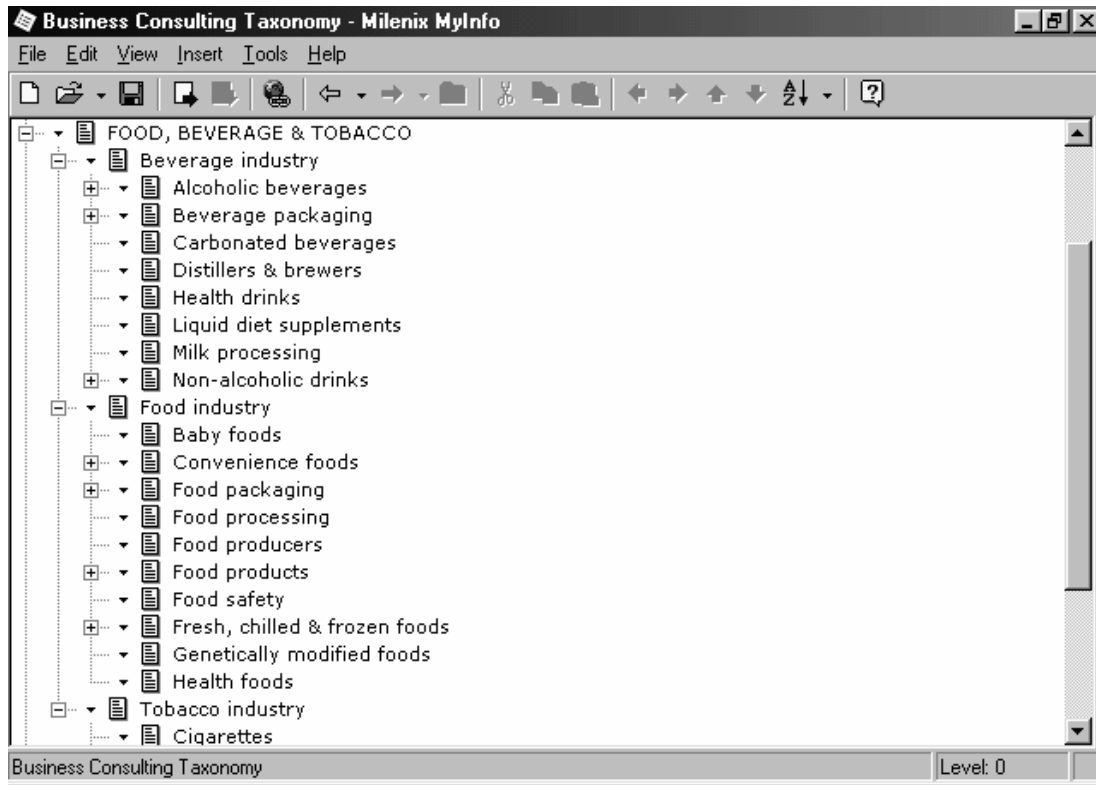 Business Consulting Taxonomy - Milenix MyInfo
File Edit View Insert Tools Help
FOOD, BEVERAGE & TOBACCO
Beverage industry
Alcoholic beverages
Beverage packaging
Carbonated beverages
Distillers & brewers
Health drinks
Liquid diet supplements
Milk processing
Non-alcoholic drinks
Food industry
Baby foods
Convenience foods
Food packaging
Food processing
Food producers
Food products
Food safety
Fresh, chilled & frozen foods
Genetically modified foods
Health foods
Tobacco industry
Cigarettes
Business Consulting Taxonomy Level: 0